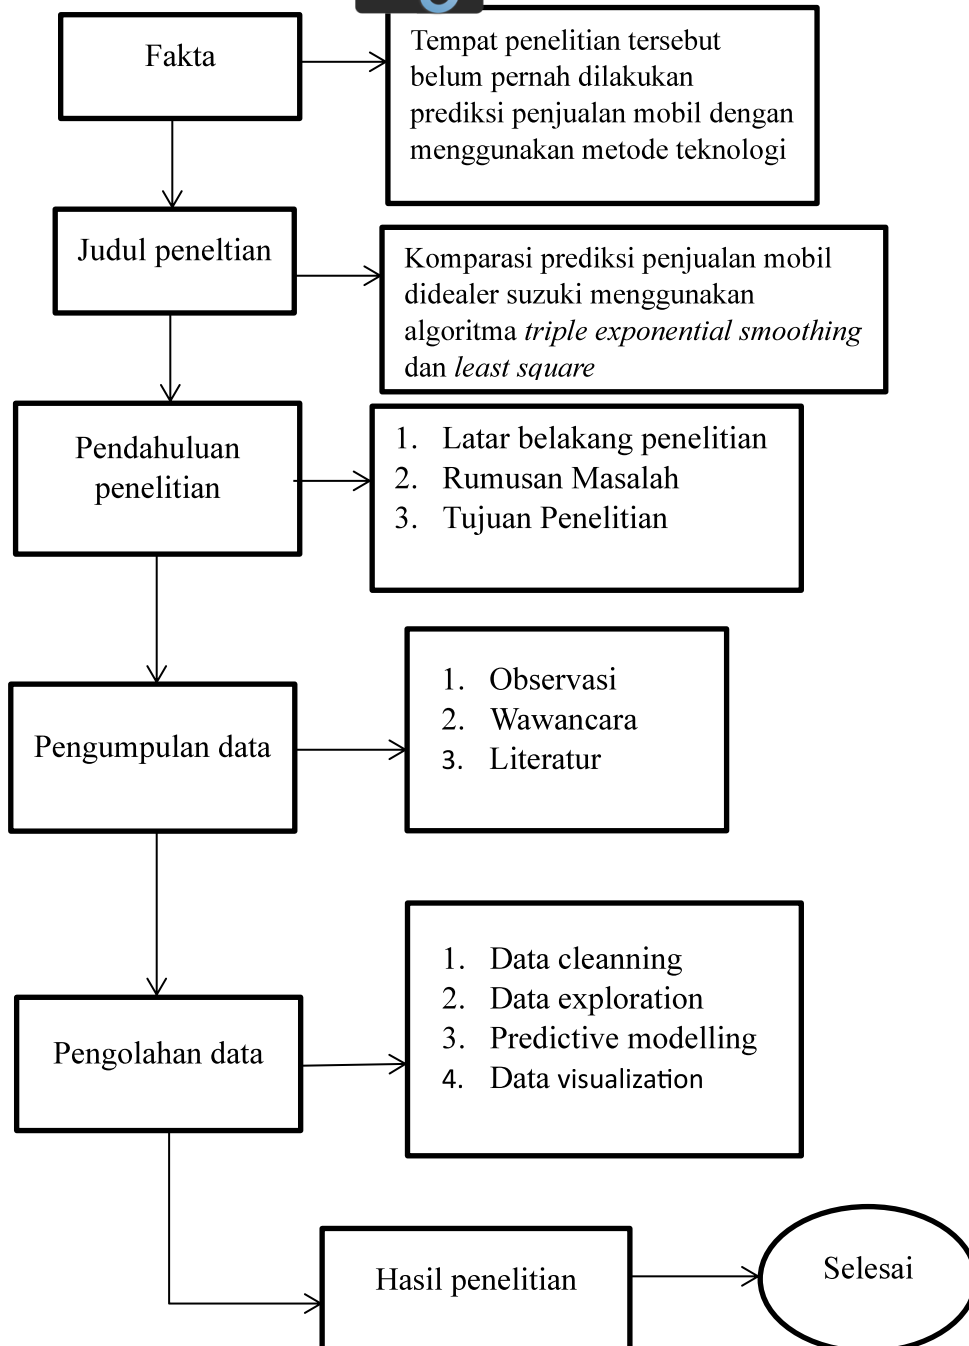 Fakta
Tempat penelitian tersebut
belum pernah dilakukan
prediksi penjualan mobil dengan
menggunakan metode teknologi
Judul peneltian
Komparasi prediksi penjualan mobil
didealer suzuki menggunakan
algoritma triple exponential smoothing
dan least square
Pendahuluan
penelitian
1. Latar belakang penelitian
2. Rumusan Masalah
3. Tujuan Penelitian
Pengumpulan data
1. Observasi
2. Wawancara
3. Literatur
Pengolahan data
1. Data cleanning
2. Data exploration
3. Predictive modelling
4. Data visualization
Hasil penelitian
Selesai